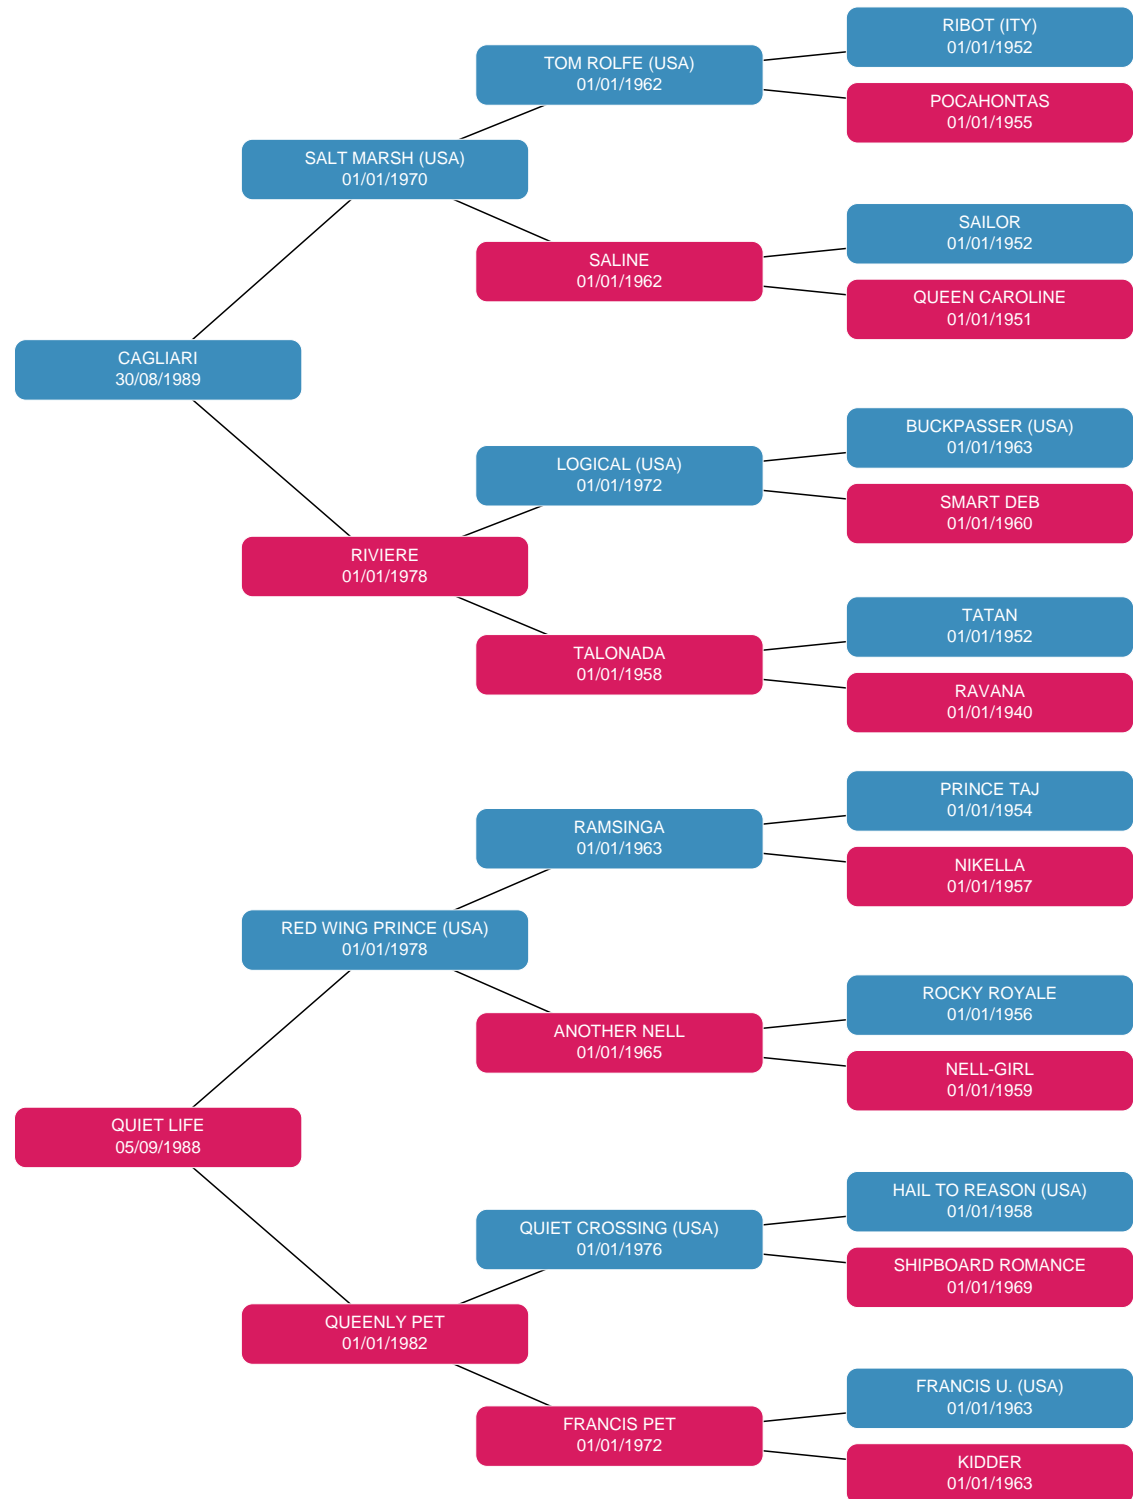 RIBOT (ITY)
01/01/1952
TOM ROLFE (USA)
01/01/1962
POCAHONTAS
01/01/1955
SALT MARSH (USA)
01/01/1970
SAILOR
01/01/1952
SALINE
01/01/1962
QUEEN CAROLINE
01/01/1951
CAGLIARI
30/08/1989
BUCKPASSER (USA)
01/01/1963
LOGICAL (USA)
01/01/1972
SMART DEB
01/01/1960
RIVIERE
01/01/1978
TATAN
01/01/1952
TALONADA
01/01/1958
RAVANA
01/01/1940
PRINCE TAJ
01/01/1954
RAMSINGA
01/01/1963
NIKELLA
01/01/1957
RED WING PRINCE (USA)
01/01/1978
ROCKY ROYALE
01/01/1956
ANOTHER NELL
01/01/1965
NELL-GIRL
01/01/1959
QUIET LIFE
05/09/1988
HAIL TO REASON (USA)
01/01/1958
QUIET CROSSING (USA)
01/01/1976
SHIPBOARD ROMANCE
01/01/1969
QUEENLY PET
01/01/1982
FRANCIS U. (USA)
01/01/1963
FRANCIS PET
01/01/1972
KIDDER
01/01/1963